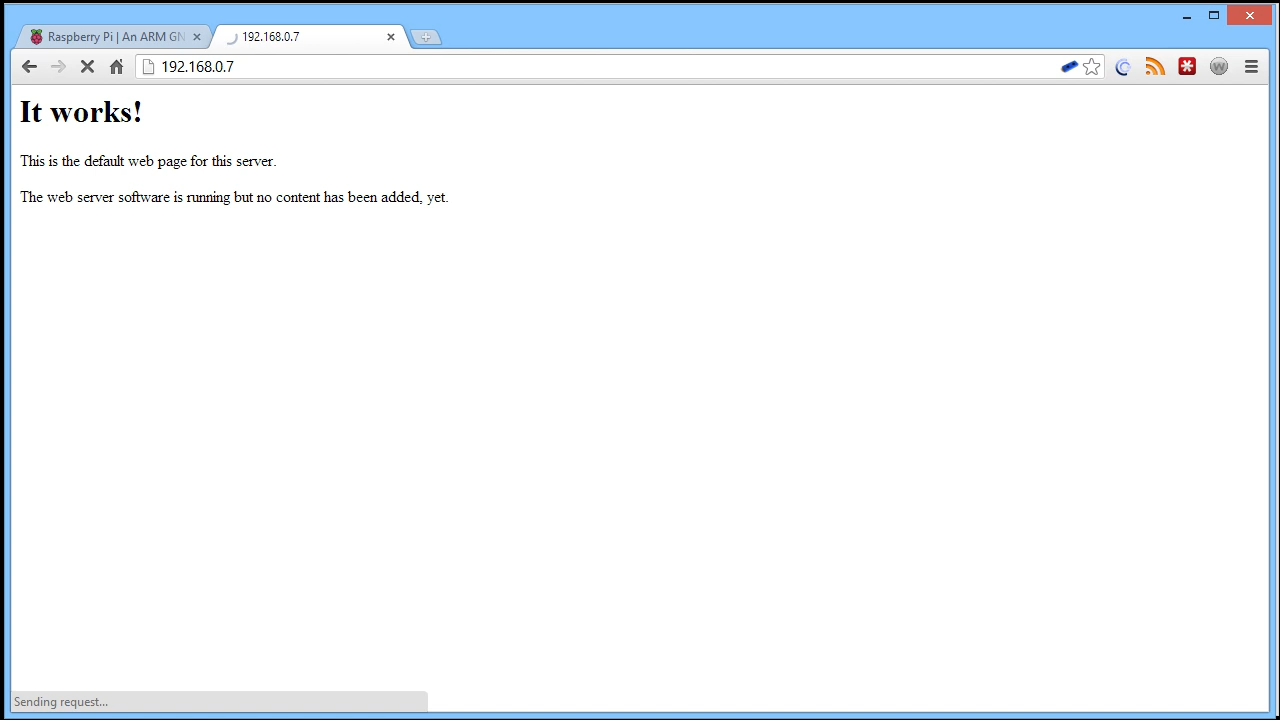 Raspberry Pi | An ARM GN
192.168.0.7
192.168.0.7
It works!
This is the default web page for this server.
The web server software is running but no content has been added, yet.
Sending request...